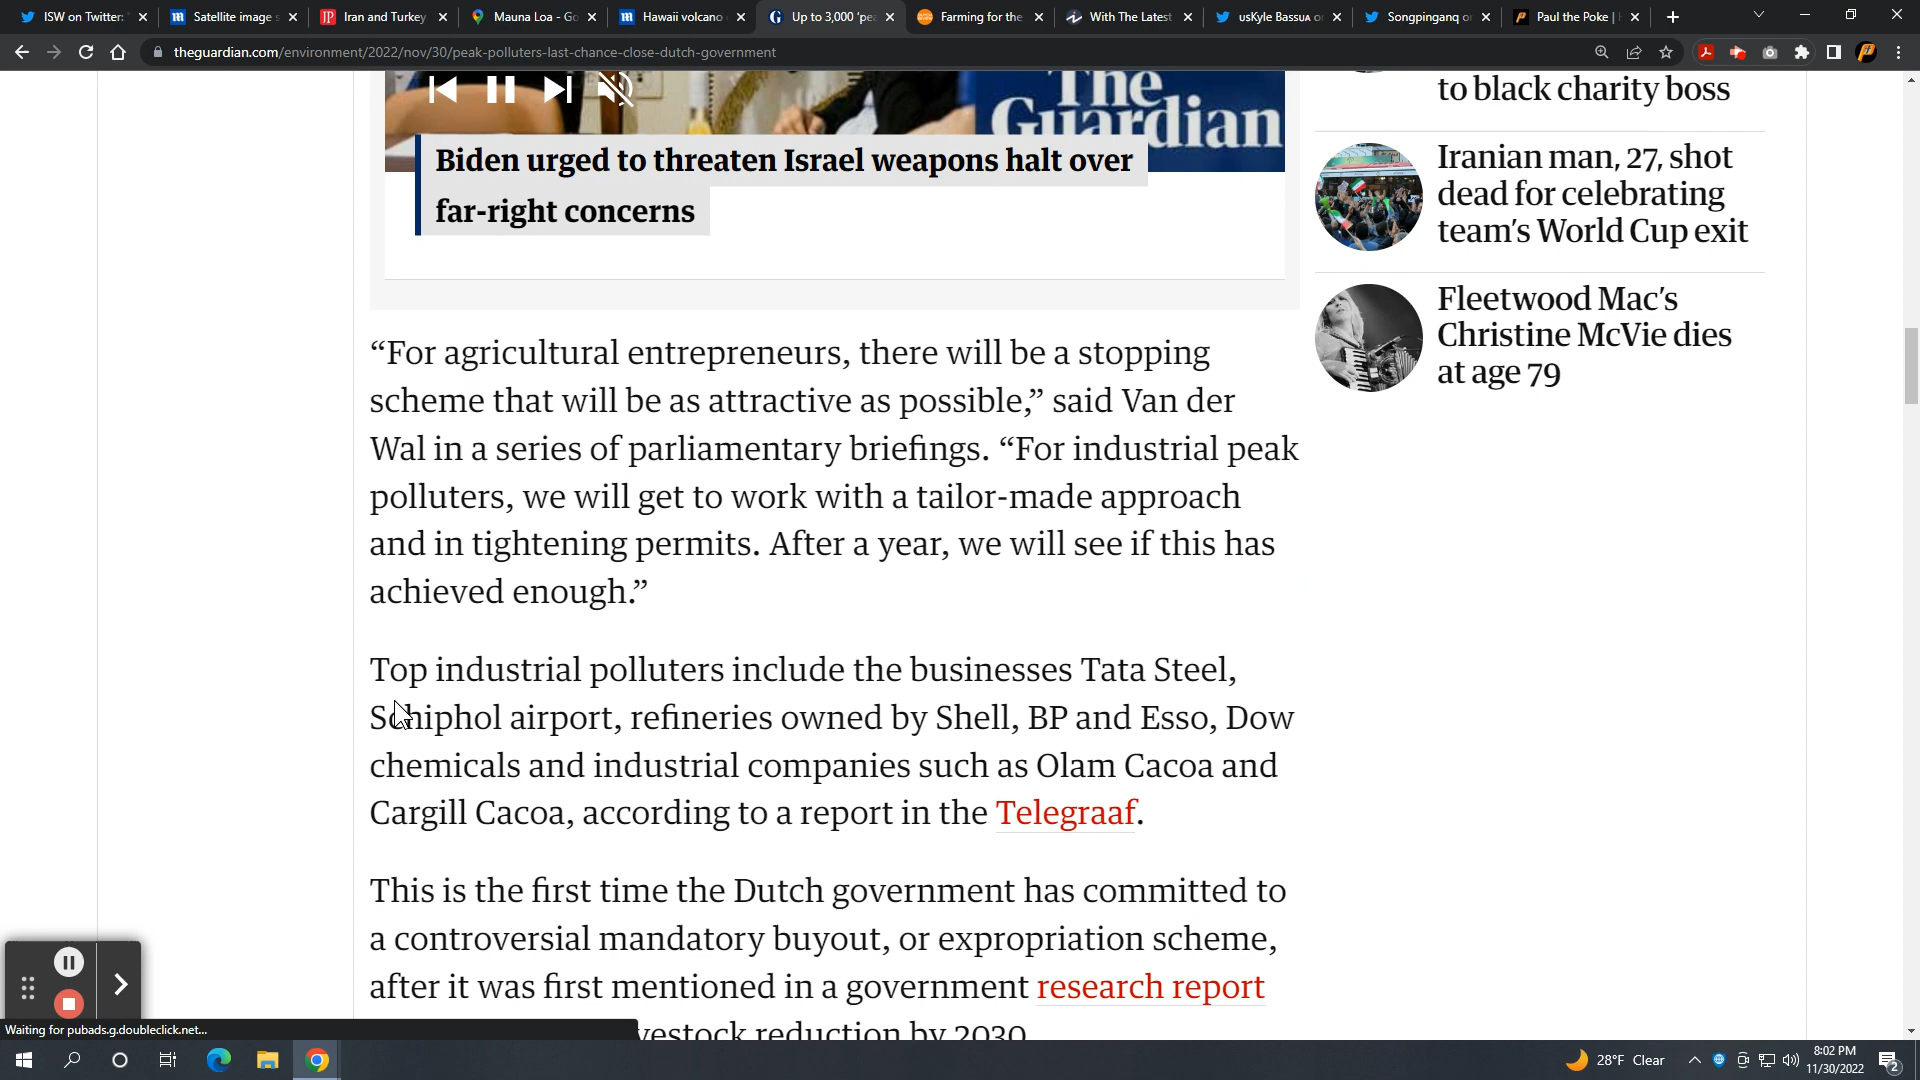 ISW on Twitter:
Satellite image s
Iran and Turkey
Mauna Loa - Go
Hawaii volcano
Up to 3,000 'pea
Farming for the
With The Latest
usKyle Bassua o
Songpinganq o
Paul the Poke |
theguardian.com/environment/2022/nov/30/peak-polluters-last-chance-close-dutch-government
The
Guardian
Biden urged to threaten Israel weapons halt over
far-right concerns
to black charity boss
Iranian man, 27, shot
dead for celebrating
team’s World Cup exit
Fleetwood Mac’s
Christine McVie dies
at age 79
“For agricultural entrepreneurs, there will be a stopping
scheme that will be as attractive as possible,” said Van der
Wal in a series of parliamentary briefings. “For industrial peak
polluters, we will get to work with a tailor-made approach
and in tightening permits. After a year, we will see if this has
achieved enough.”
Top industrial polluters include the businesses Tata Steel,
Schiphol airport, refineries owned by Shell, BP and Esso, Dow
chemicals and industrial companies such as Olam Cacoa and
Cargill Cacoa, according to a report in the Telegraaf.
This is the first time the Dutch government has committed to
a controversial mandatory buyout, or expropriation scheme,
after it was first mentioned in a government research report
vestock reduction by 2030.
Waiting for pubads.g.doubleclick.net...
28°F Clear
8:02 PM
11/30/2022
2